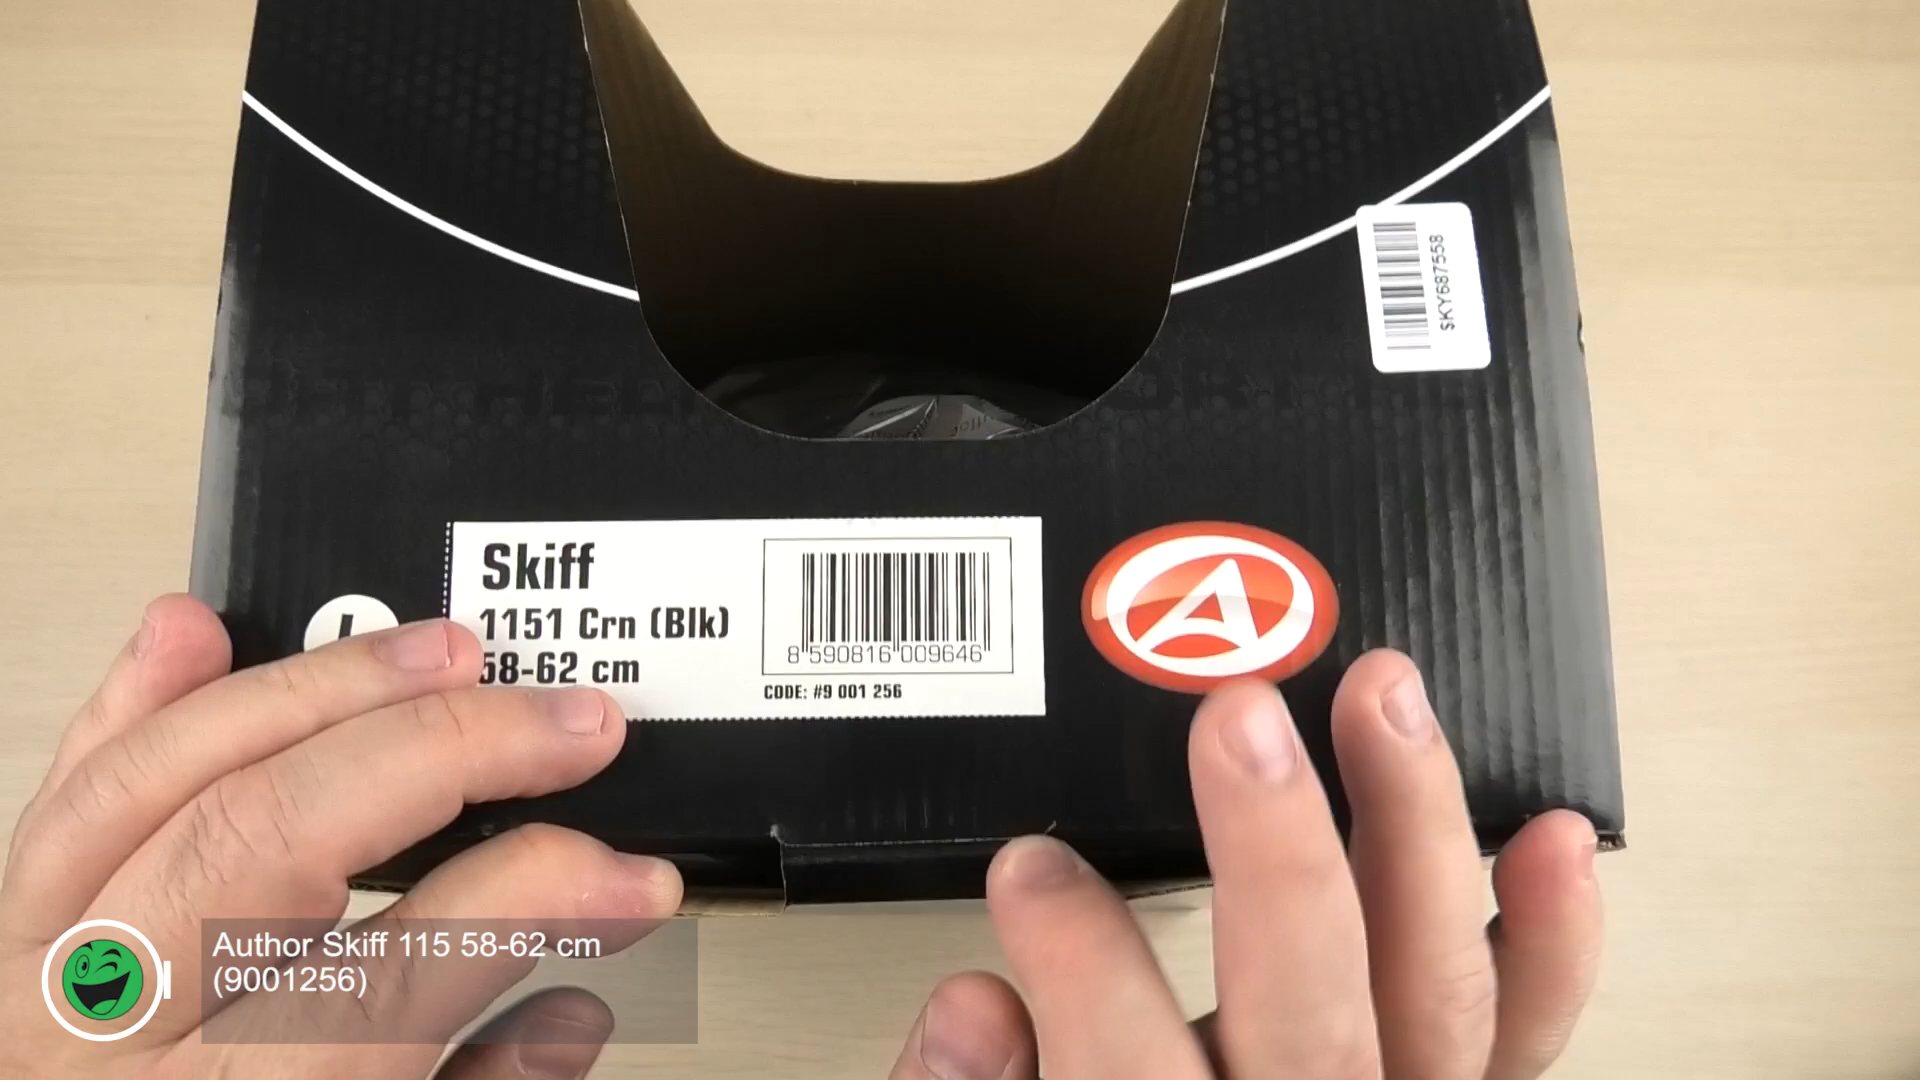 $KY687558
Skiff
1151 Crn (Blk)
58-62 cm
8 590816 009646
CODE: #9 001 256
Author Skiff 115 58-62 cm
(9001256)